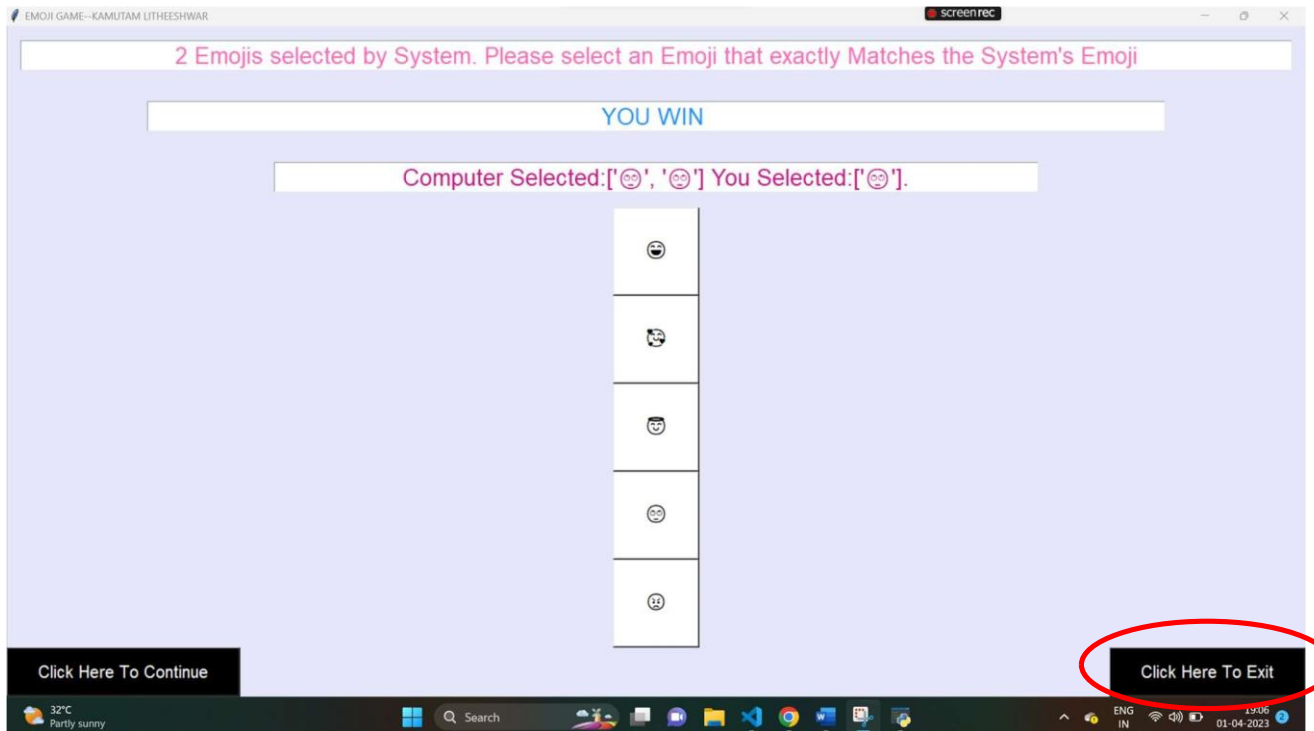 EMOJI GAME--KAMUTAM LITHEESHWAR
screenrec
2 Emojis selected by System. Please select an Emoji that exactly Matches the System's Emoji
YOU WIN
Computer Selected:['🙄', '🙄'] You Selected:['🙄'].
Click Here To Continue
Click Here To Exit
32°C
Partly sunny
Search
ENG
IN
19:06
01-04-2023
2